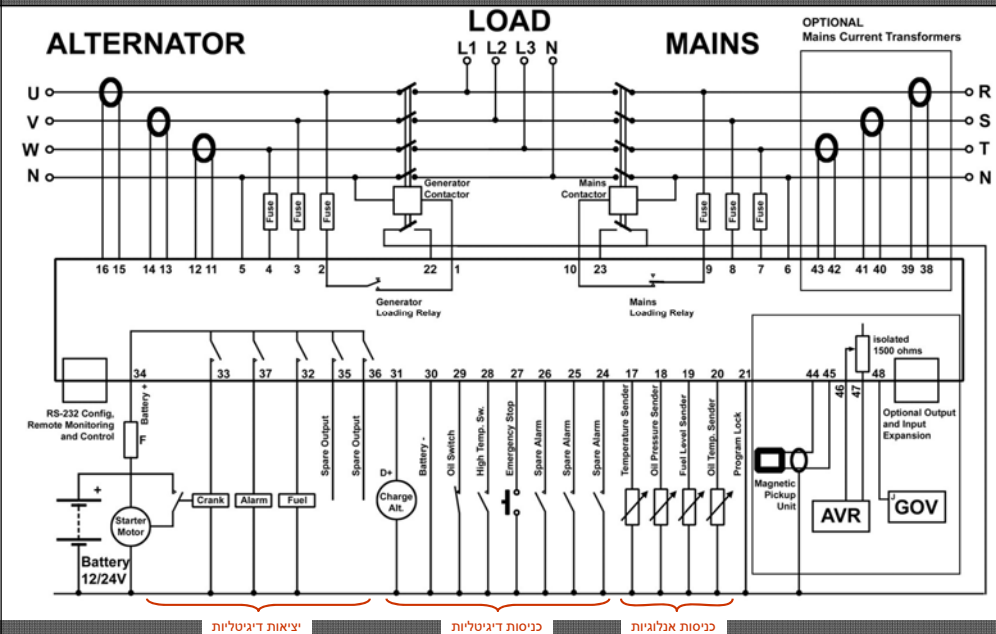 OPTIONAL
Mains Current Transformers
ALTERNATOR
LOAD
MAINS
L1 L2 L3 N
U
V
W
N
R
S
T
N
Generator
Contactor
Mains
Contactor
Fuse Fuse Fuse
Fuse Fuse Fuse
16 15 14 13 12 11 5 4 3 2 22 1 10 23 9 8 7 6 43 42 41 40 39 38
Generator
Loading Relay
Mains
Loading Relay
isolated
1500 ohms
34 33 37 32 35 36 31 30 29 28 27 26 25 24 17 18 19 20 21 44 45 46 47 48
RS-232 Config,
Remote Monitoring
and Control
Battery +
F
Spare Output
Spare Output
D+
Charge
Alt.
Battery -
Oil Switch
High Temp. Sw.
Emergency Stop
Spare Alarm
Spare Alarm
Spare Alarm
Temperature Sender
Oil Pressure Sender
Fuel Level Sender
Oil Temp. Sender
Program Lock
Optional Output
and Input
Expansion
Magnetic
Pickup
Unit
AVR
J
GOV
+
Starter
Motor
Crank
Alarm
Fuel
Battery
12/24V
יציאות דיגיטליות
כניסות דיגיטליות
כניסות אנלוגיות